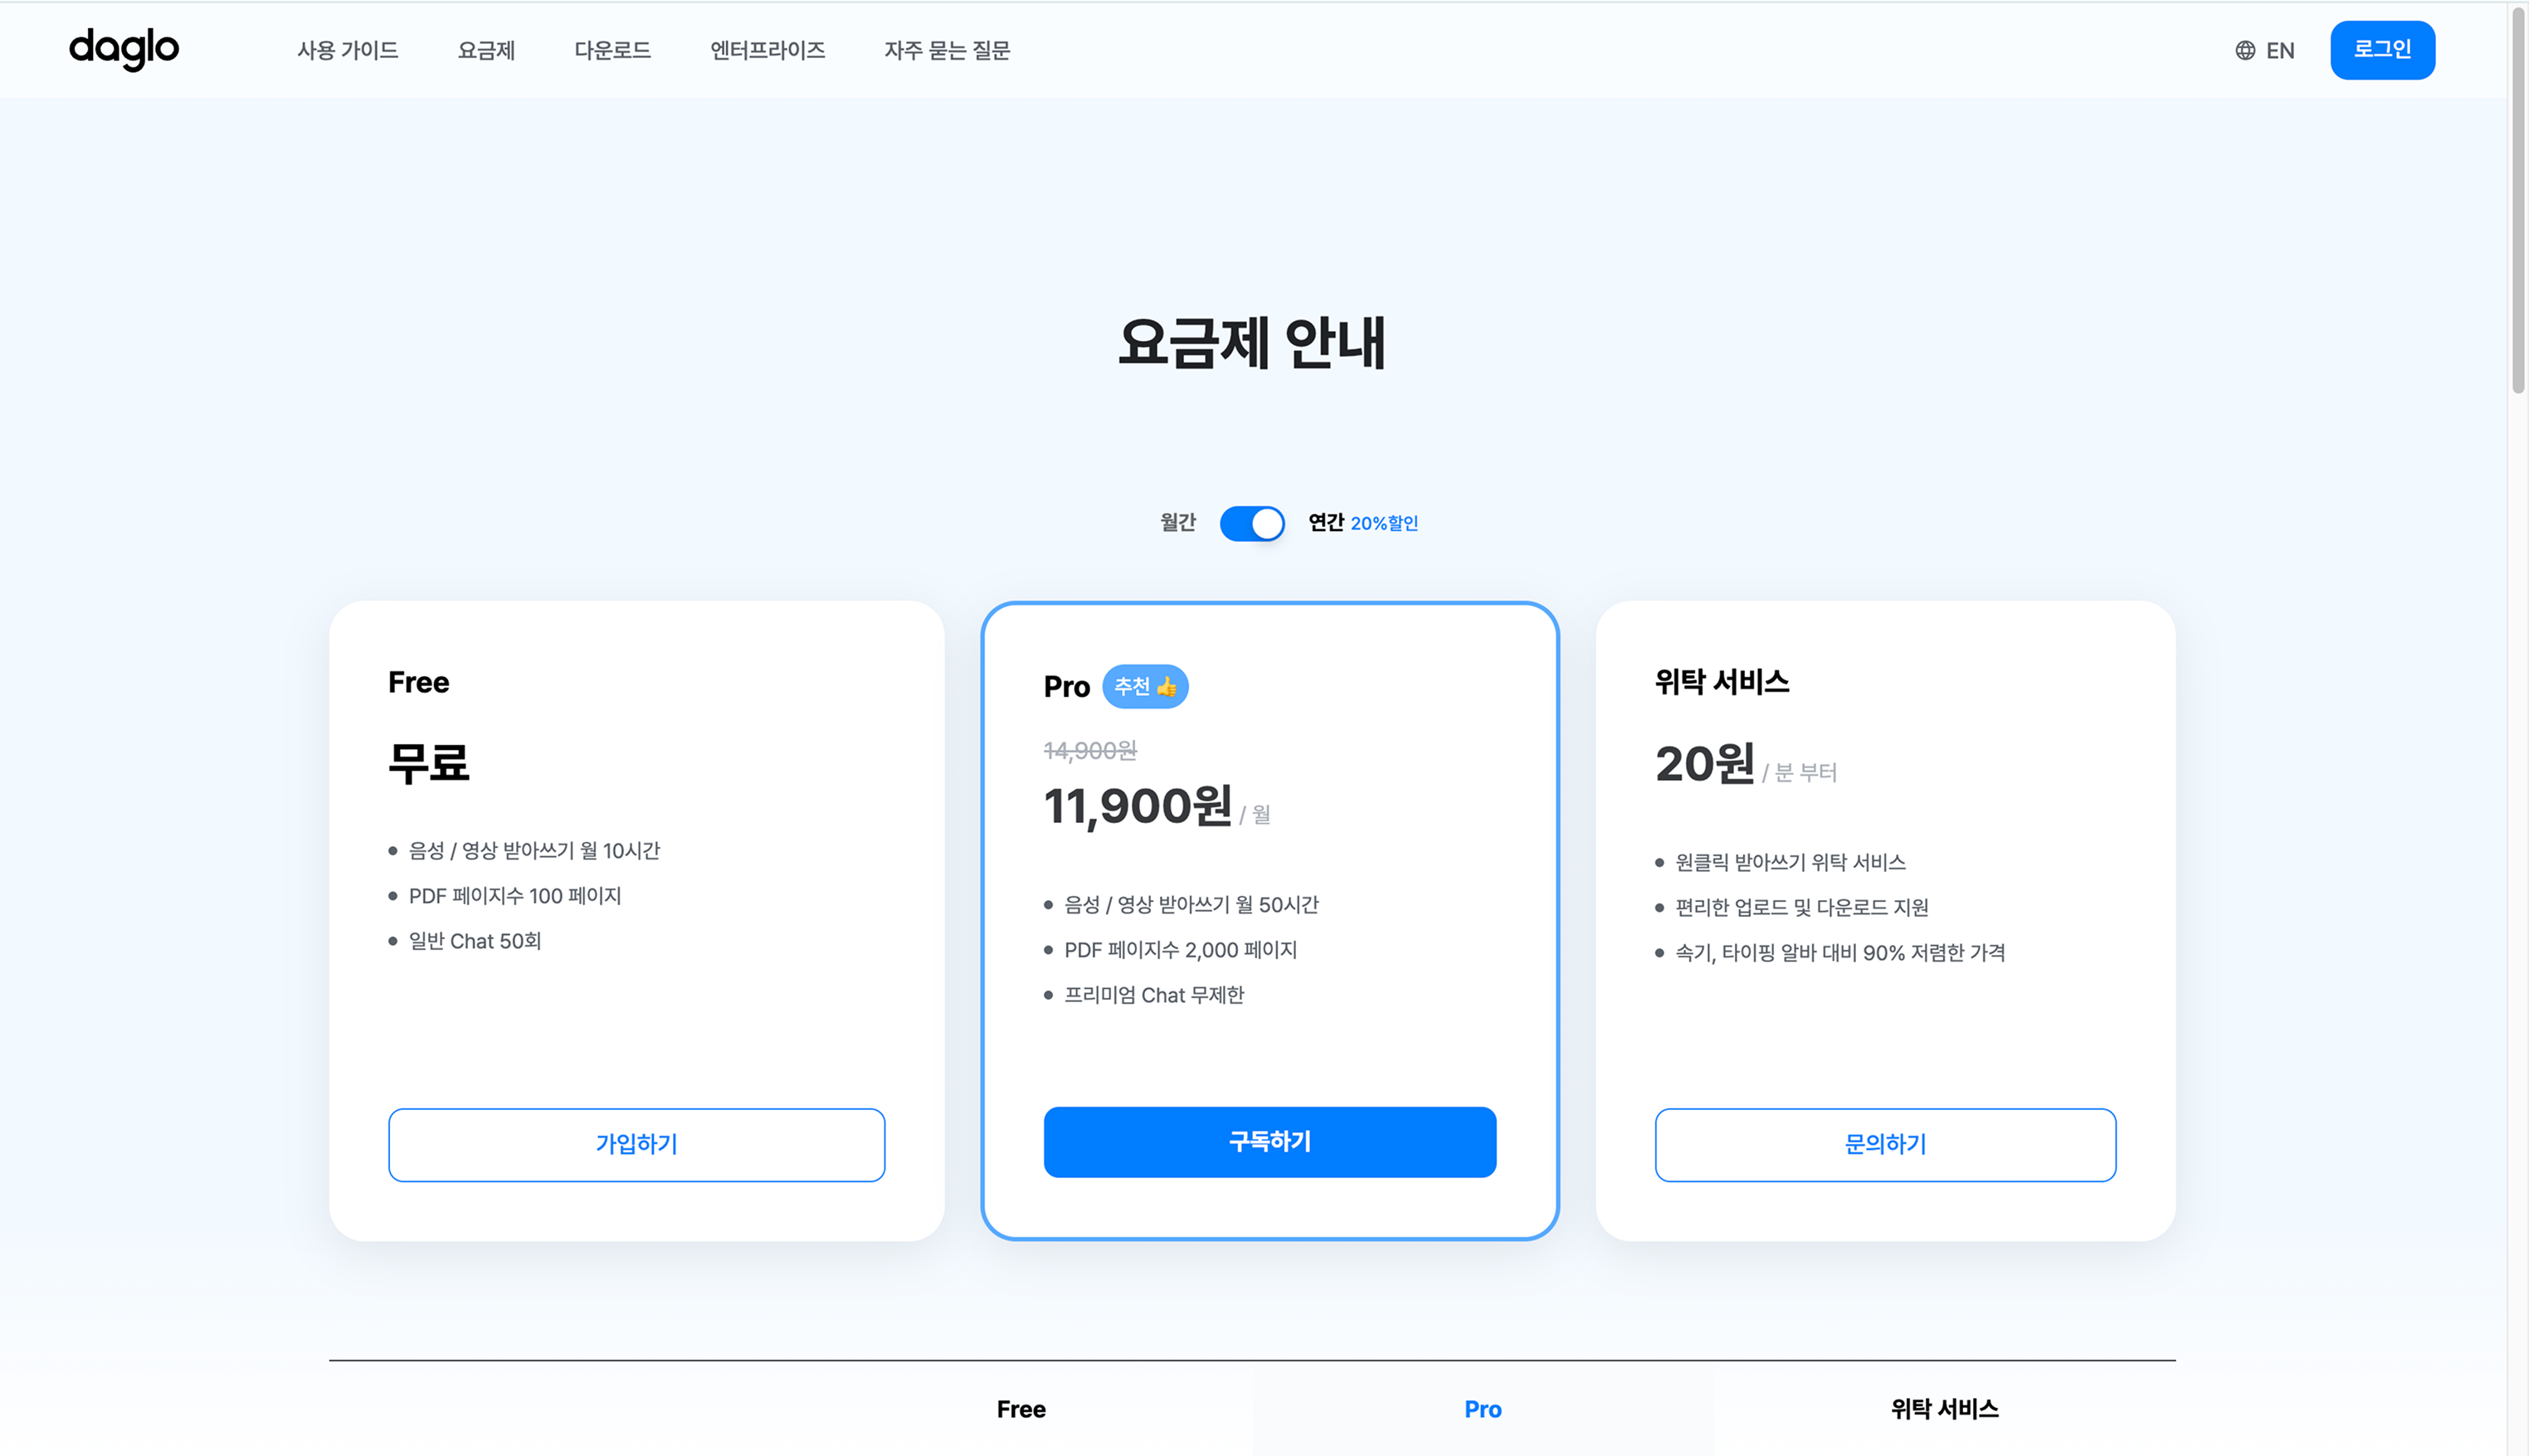 daglo 사용 가이드 요금제 다운로드 엔터프라이즈 자주 묻는 질문 EN 로그인
요금제 안내
월간 연간 20%할인
Free
무료
음성 / 영상 받아쓰기 월 10시간
PDF 페이지수 100 페이지
일반 Chat 50회
가입하기
Pro 추천 👍
14,900원
11,900원 / 월
음성 / 영상 받아쓰기 월 50시간
PDF 페이지수 2,000 페이지
프리미엄 Chat 무제한
구독하기
위탁 서비스
20원 / 분 부터
원클릭 받아쓰기 위탁 서비스
편리한 업로드 및 다운로드 지원
속기, 타이핑 알바 대비 90% 저렴한 가격
문의하기
Free Pro 위탁 서비스